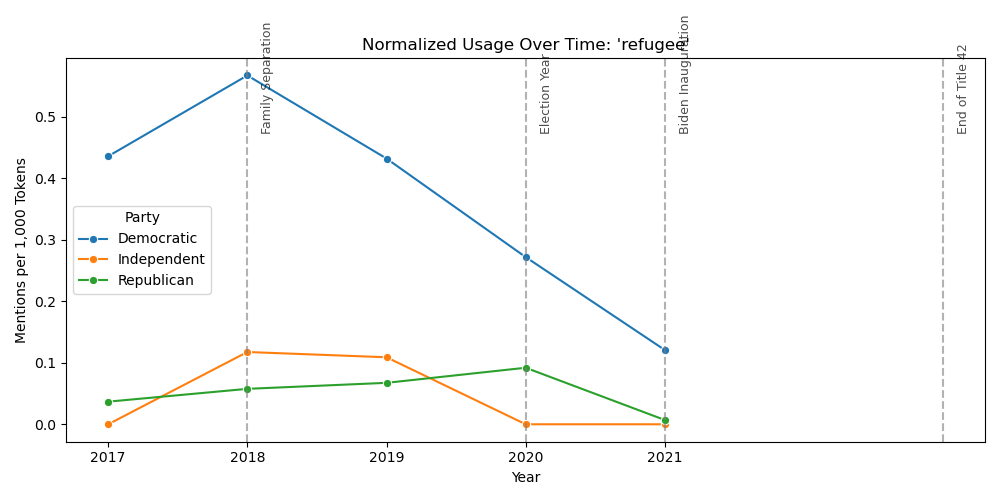 Normalized Usage Over Time: 'refugee'
Family Separation
Election Year
Biden Inauguration
End of Title 42
Mentions per 1,000 Tokens
0.5
0.4
0.3
0.2
0.1
0.0
Party
Democratic
Independent
Republican
2017 2018 2019 2020 2021
Year